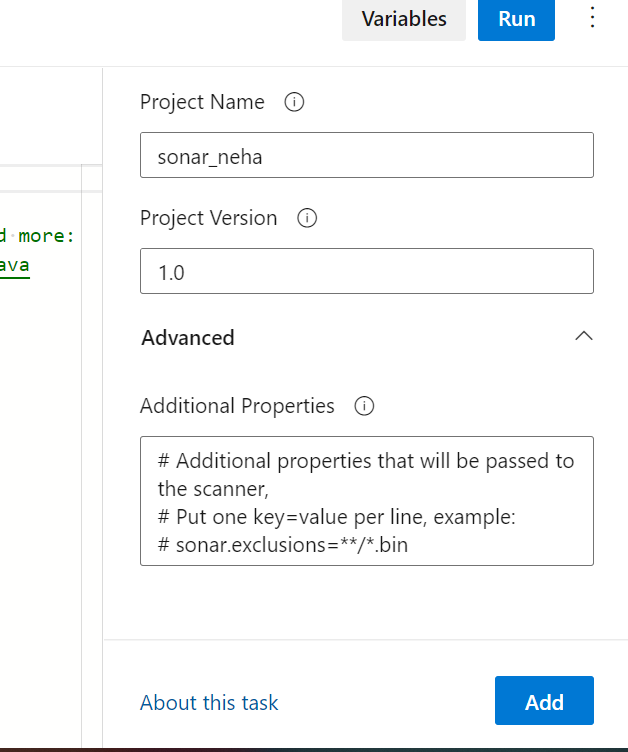 Variables
Run
Project Name
sonar_neha
Project Version
d more:
1.0
ava
Advanced
Additional Properties
# Additional properties that will be passed to
the scanner,
# Put one key=value per line, example:
# sonar.exclusions=**/*.bin
About this task
Add